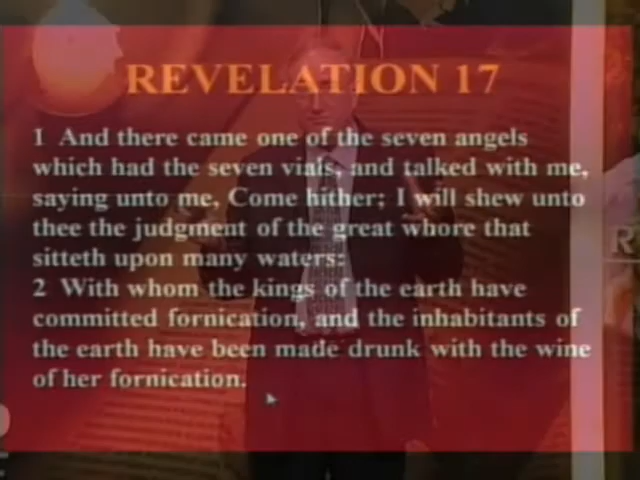 REVELATION 17
1 And there came one of the seven angels
which had the seven vials, and talked with me,
saying unto me, Come hither; I will shew unto
thee the judgment of the great whore that
sitteth upon many waters:
2 With whom the kings of the earth have
committed fornication, and the inhabitants of
the earth have been made drunk with the wine
of her fornication.
R